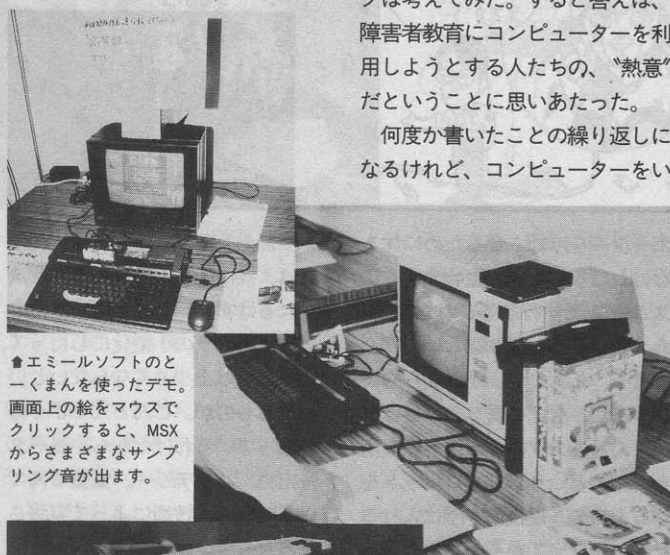 クは考えてみた。すると答えは、
障害者教育にコンピューターを利
用しようとする人たちの、〝熱意〟
だということに思いあたった。
　何度か書いたことの繰り返しに
なるけれど、コンピューターをい
⬆エミールソフトのと
ーくまんを使ったデモ。
画面上の絵をマウスで
クリックすると、MSX
からさまざまなサンプ
リング音が出ます。